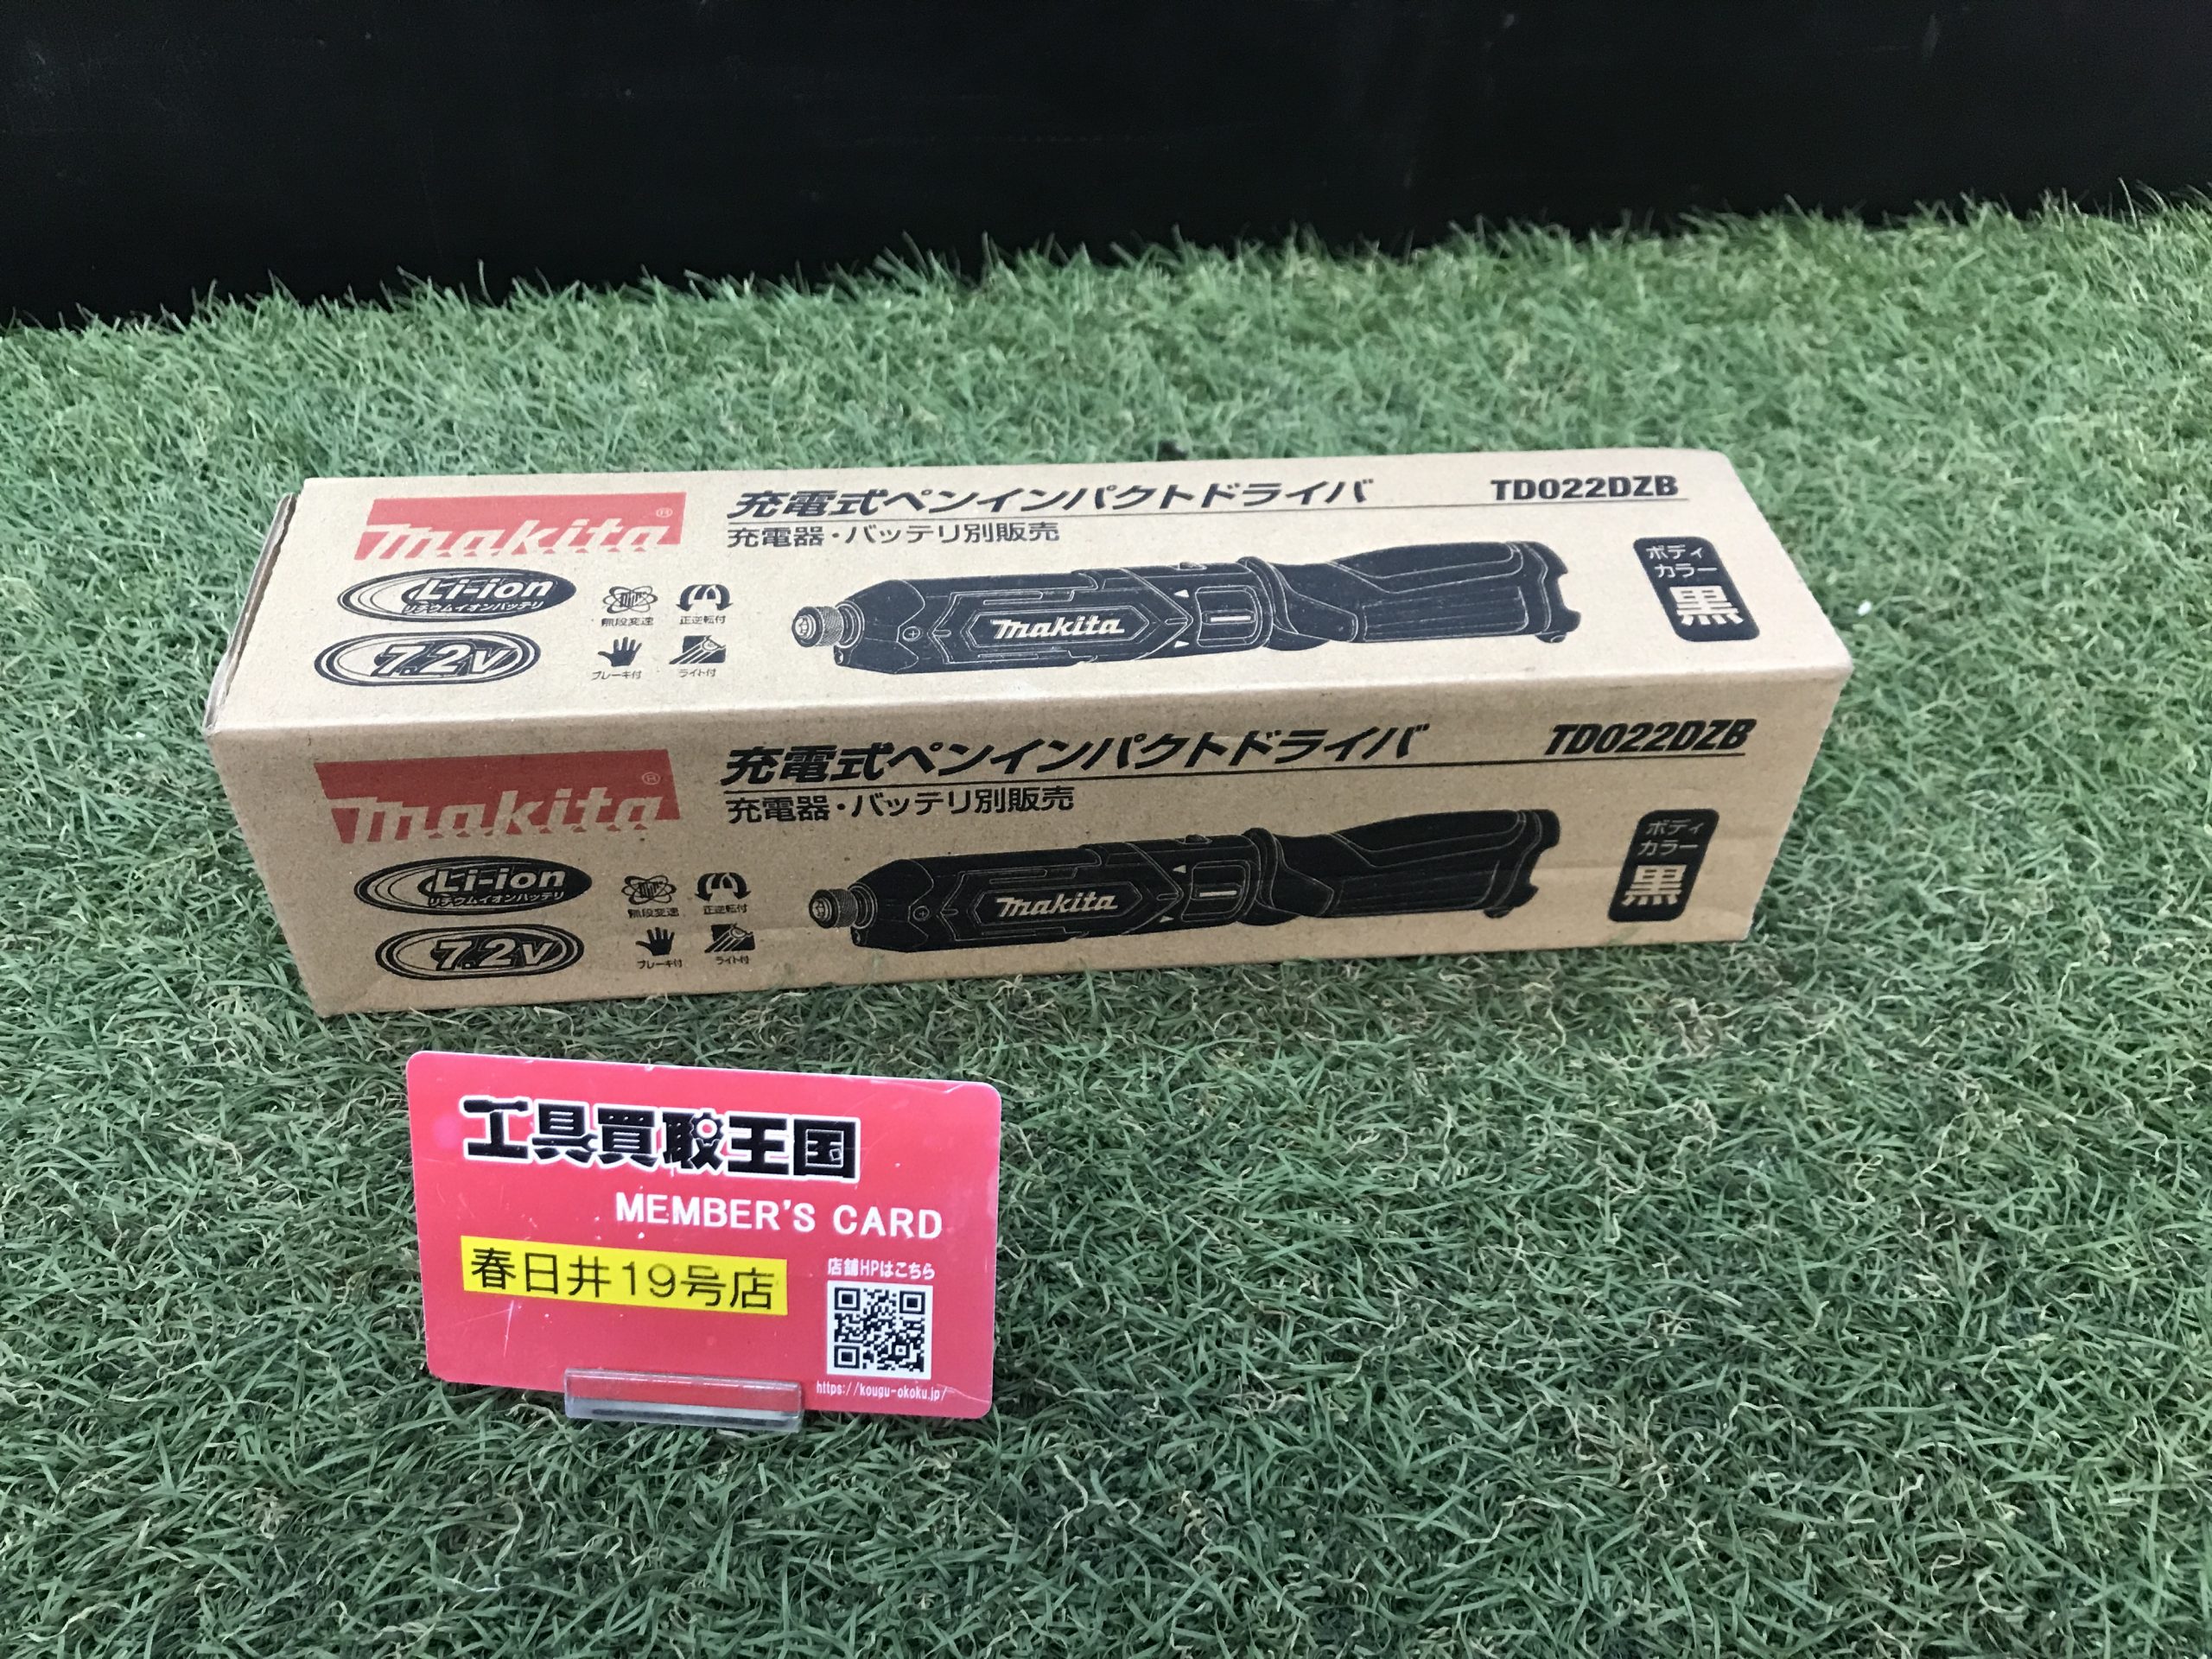 makita®
充電式ペンインパクトドライバ TD022DZB
充電器・バッテリ別販売
Li-ion
リチウムイオンバッテリ
7.2V
無段変速 正逆転付
ブレーキ付 ライト付
makita
ボディ
カラー
黒
makita®
充電式ペンインパクトドライバ TD022DZB
充電器・バッテリ別販売
Li-ion
リチウムイオンバッテリ
7.2V
無段変速 正逆転付
ブレーキ付 ライト付
makita
ボディ
カラー
黒
工具買取王国
MEMBER'S CARD
春日井19号店
店舗HPはこちら
https://kougu-okoku.jp/